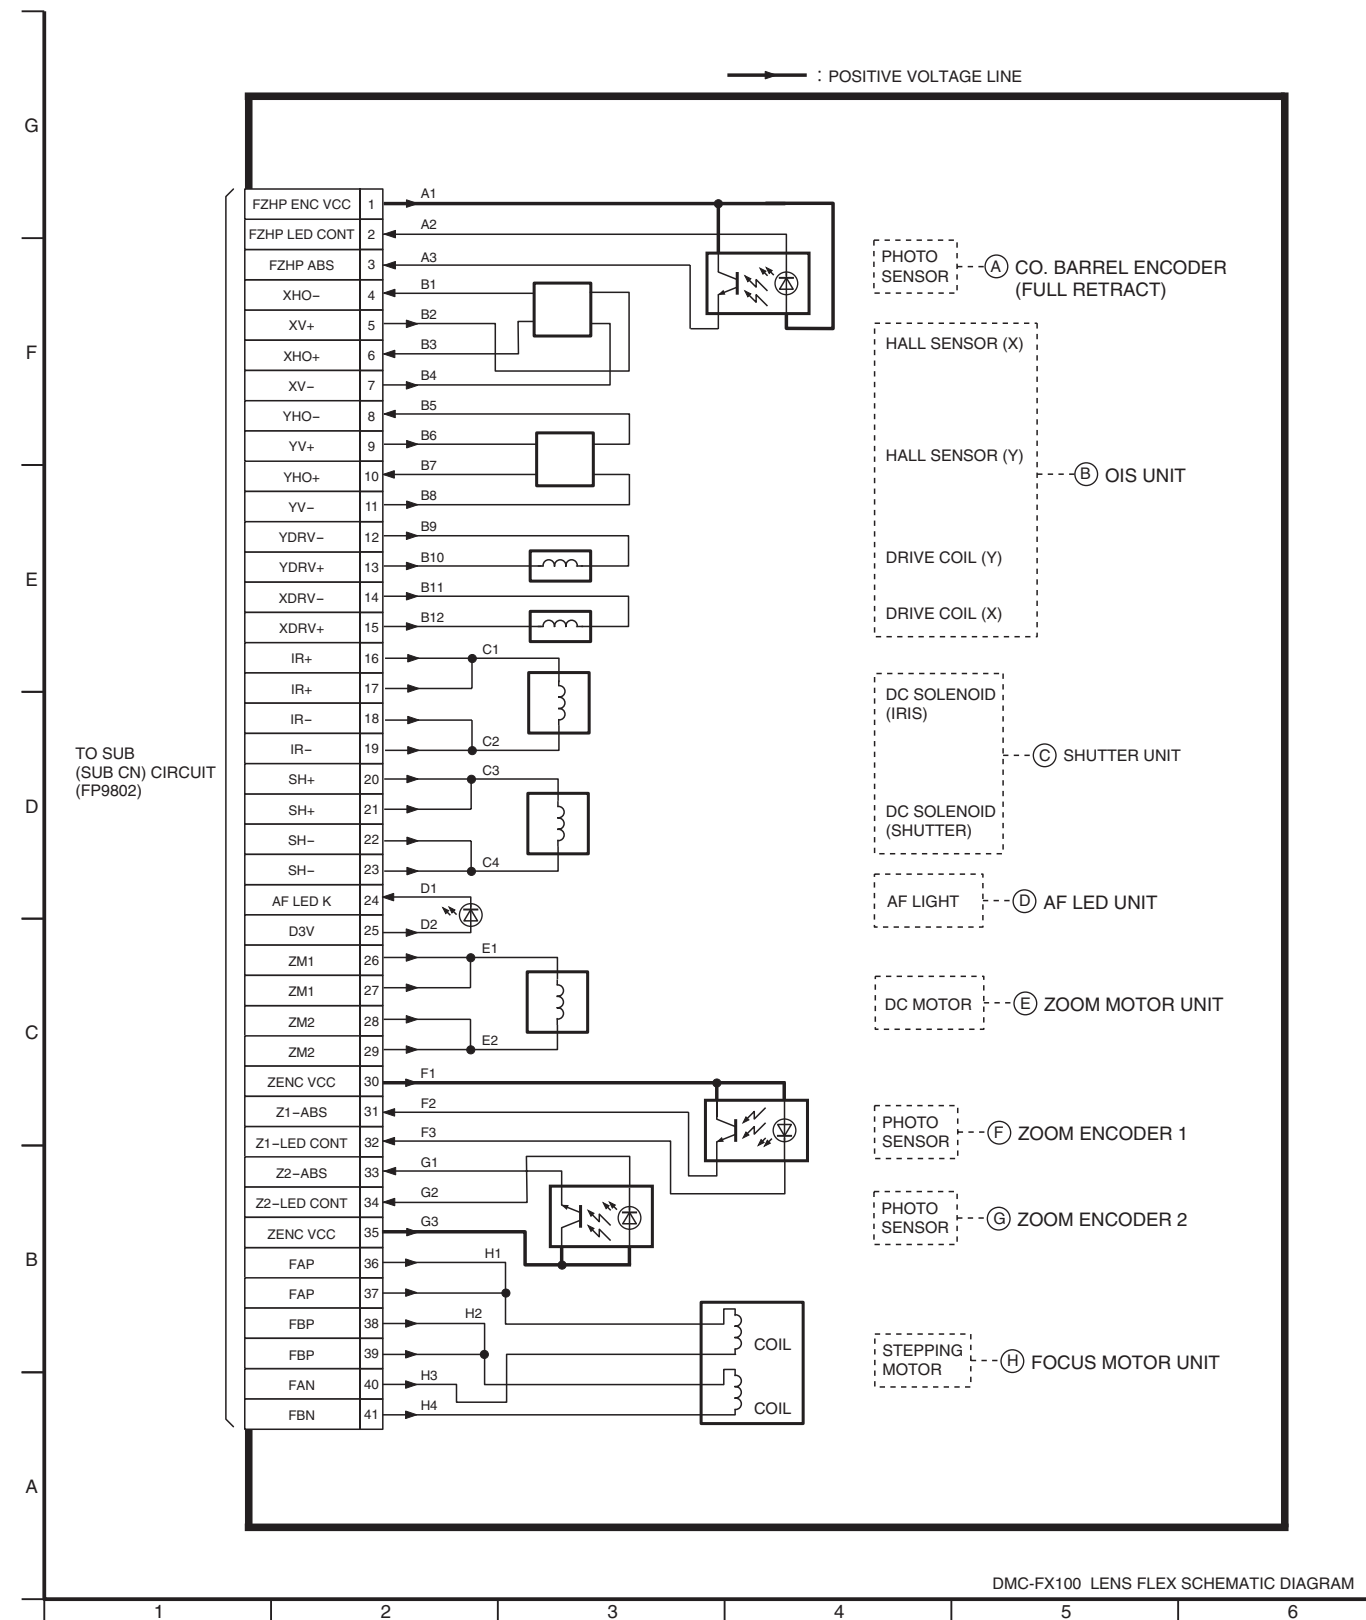 : POSITIVE VOLTAGE LINE
G
FZHP ENC VCC 1 A1
FZHP LED CONT 2 A2
FZHP ABS 3 A3
XHO− 4 B1
XV+ 5 B2
XHO+ 6 B3
XV− 7 B4
YHO− 8 B5
YV+ 9 B6
YHO+ 10 B7
YV− 11 B8
YDRV− 12 B9
YDRV+ 13 B10
XDRV− 14 B11
XDRV+ 15 B12
IR+ 16 C1
IR+ 17
IR− 18
IR− 19 C2
SH+ 20 C3
SH+ 21
SH− 22
SH− 23 C4
AF LED K 24 D1
D3V 25 D2
ZM1 26 E1
ZM1 27
ZM2 28
ZM2 29 E2
ZENC VCC 30 F1
Z1−ABS 31 F2
Z1−LED CONT 32 F3
Z2−ABS 33 G1
Z2−LED CONT 34 G2
ZENC VCC 35 G3
FAP 36 H1
FAP 37
FBP 38 H2
FBP 39
FAN 40 H3
FBN 41 H4
COIL
COIL
TO SUB
(SUB CN) CIRCUIT
(FP9802)
PHOTO
SENSOR
A CO. BARREL ENCODER
(FULL RETRACT)
HALL SENSOR (X)
HALL SENSOR (Y)
B OIS UNIT
DRIVE COIL (Y)
DRIVE COIL (X)
DC SOLENOID
(IRIS)
C SHUTTER UNIT
DC SOLENOID
(SHUTTER)
AF LIGHT D AF LED UNIT
DC MOTOR E ZOOM MOTOR UNIT
PHOTO
SENSOR
F ZOOM ENCODER 1
PHOTO
SENSOR
G ZOOM ENCODER 2
STEPPING
MOTOR
H FOCUS MOTOR UNIT
F
E
D
C
B
A
DMC-FX100 LENS FLEX SCHEMATIC DIAGRAM
1 2 3 4 5 6